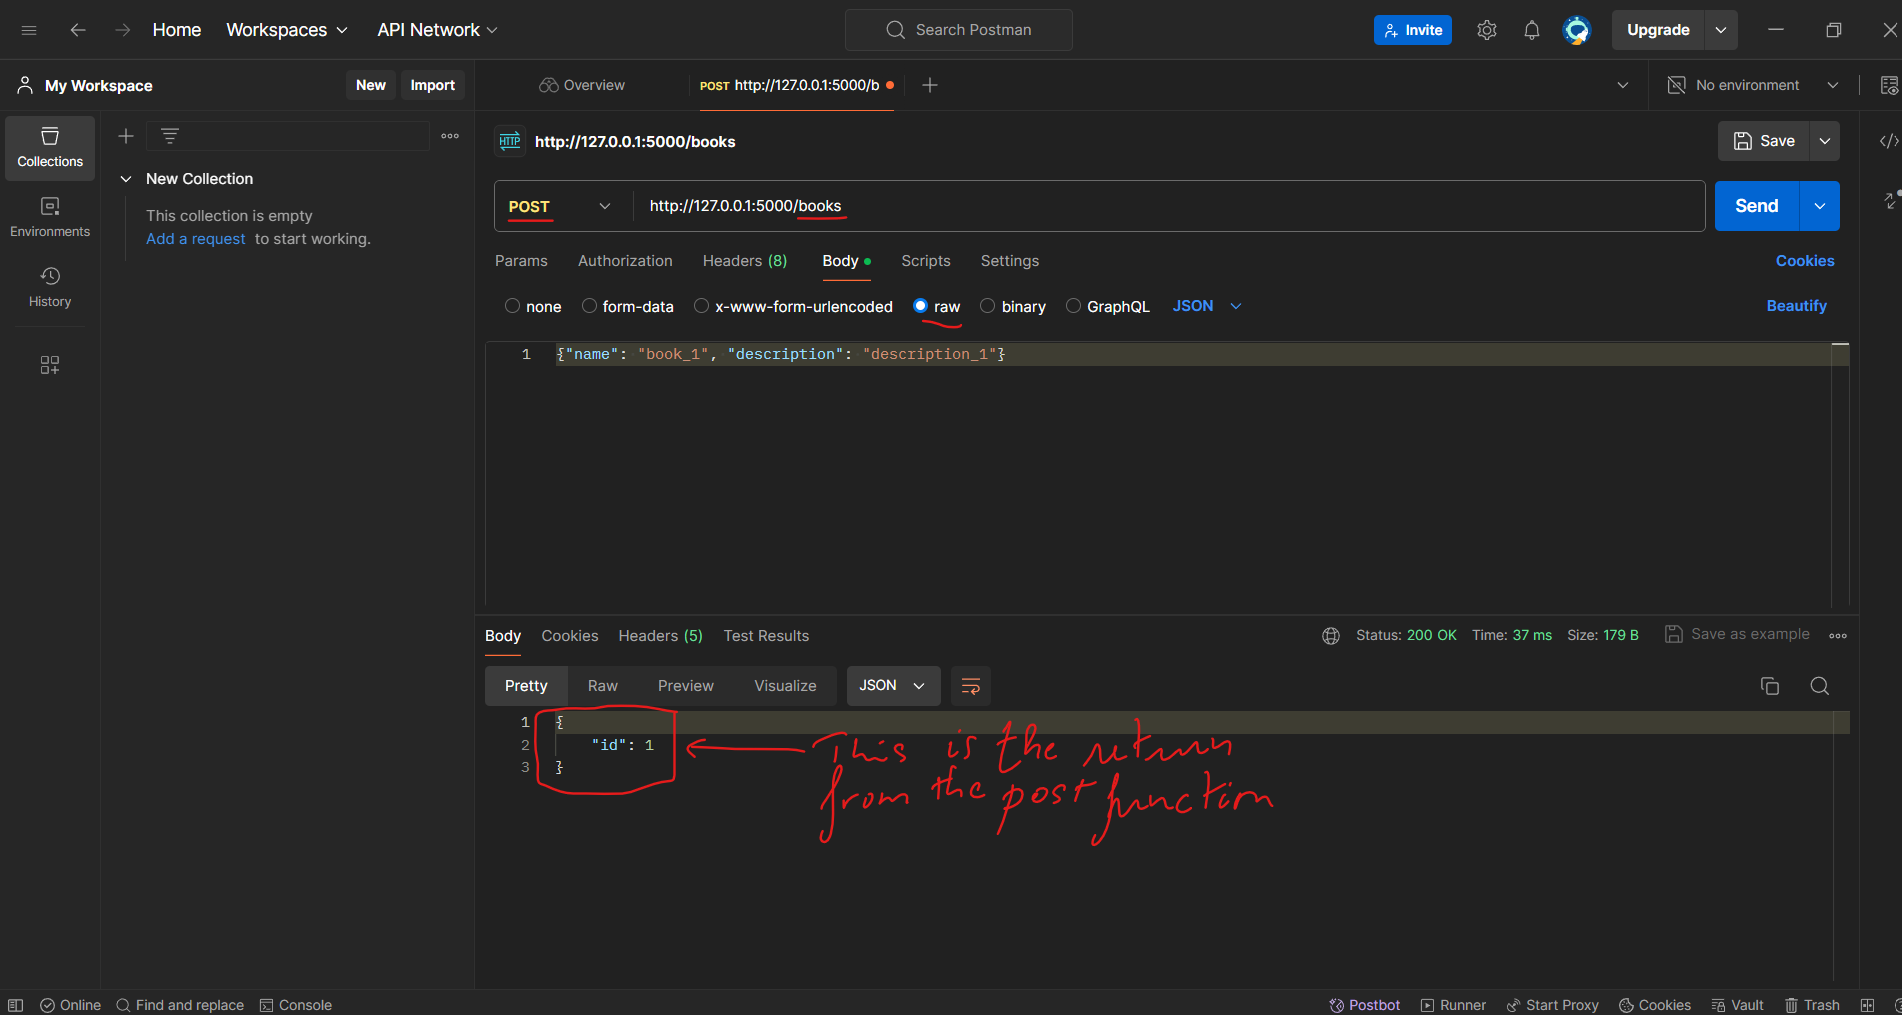 Home Workspaces API Network Search Postman Invite Upgrade
My Workspace New Import Overview POST http://127.0.0.1:5000/b No environment
Collections
Environments
History
New Collection
This collection is empty
Add a request to start working.
HTTP http://127.0.0.1:5000/books Save
POST http://127.0.0.1:5000/books Send
Params Authorization Headers (8) Body Scripts Settings Cookies
none form-data x-www-form-urlencoded raw binary GraphQL JSON Beautify
1 {"name": "book_1", "description": "description_1"}
Body Cookies Headers (5) Test Results Status: 200 OK Time: 37 ms Size: 179 B Save as example
Pretty Raw Preview Visualize JSON
1 {
2 "id": 1
3 }
This is the return
from the post function
Online Find and replace Console Postbot Runner Start Proxy Cookies Vault Trash